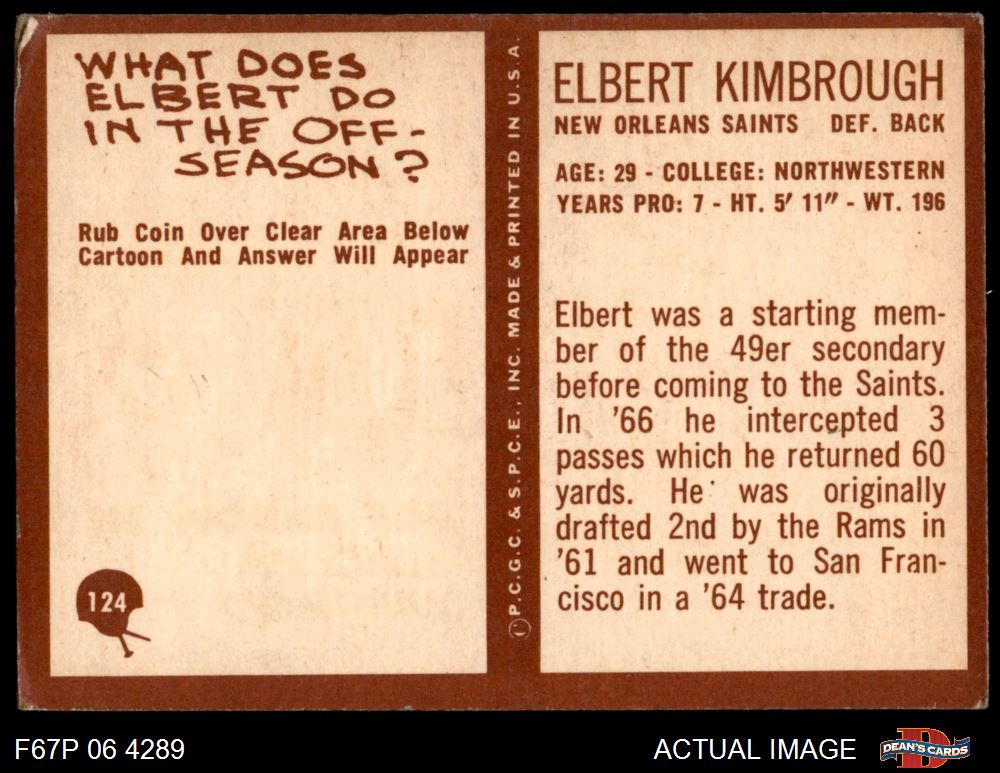 WHAT DOES
ELBERT DO
IN THE OFF-
SEASON?
Rub Coin Over Clear Area Below
Cartoon And Answer Will Appear
124
©P.C.G.C. & S.P.C.E., INC. MADE & PRINTED IN U.S.A.
ELBERT KIMBROUGH
NEW ORLEANS SAINTS DEF. BACK
AGE: 29 - COLLEGE: NORTHWESTERN
YEARS PRO: 7 - HT. 5' 11" - WT. 196
Elbert was a starting mem-
ber of the 49er secondary
before coming to the Saints.
In '66 he intercepted 3
passes which he returned 60
yards. He was originally
drafted 2nd by the Rams in
'61 and went to San Fran-
cisco in a '64 trade.
F67P 06 4289
ACTUAL IMAGE
DEAN'S CARDS